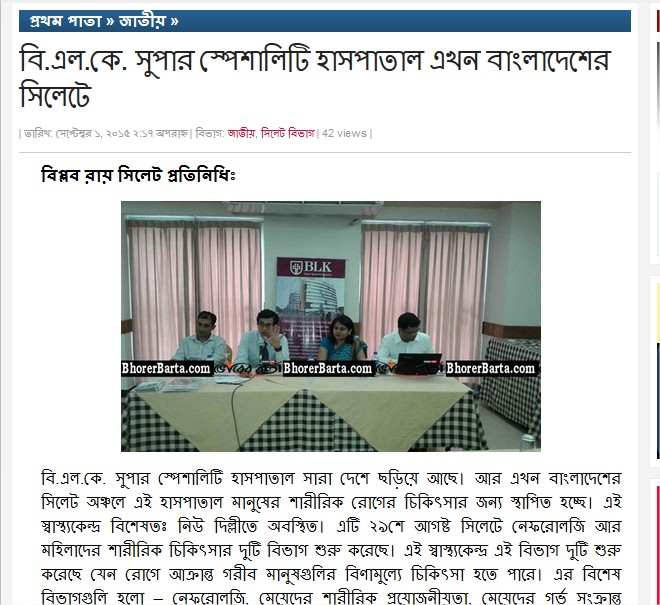 প্রথম পাতা » জাতীয় »
বি.এল.কে. সুপার স্পেশালিটি হাসপাতাল এখন বাংলাদেশের
সিলেটে
| তারিখ: সেপ্টেম্বর ১, ২০১৫ ২:১৭ অপরাহ্ন | বিভাগ: জাতীয়, সিলেট বিভাগ | 42 views |
বিপ্লব রায় সিলেট প্রতিনিধিঃ
BLK
BhorerBarta.com BhorerBarta.com BhorerBarta.com
বি.এল.কে. সুপার স্পেশালিটি হাসপাতাল সারা দেশে ছড়িয়ে আছে। আর এখন বাংলাদেশের
সিলেট অঞ্চলে এই হাসপাতাল মানুষের শারীরিক রোগের চিকিৎসার জন্য স্থাপিত হচ্ছে। এই
স্বাস্থ্যকেন্দ্র বিশেষতঃ নিউ দিল্লীতে অবস্থিত। এটি ২৯শে আগষ্ট সিলেটে নেফরোলজি আর
মহিলাদের শারীরিক চিকিৎসার দুটি বিভাগ শুরু করেছে। এই স্বাস্থ্যকেন্দ্র এই বিভাগ দুটি শুরু
করেছে যেন রোগে আক্রান্ত গরীব মানুষগুলির বিণামুল্যে চিকিৎসা হতে পারে। এর বিশেষ
বিভাগগুলি হলো – নেফরোলজি, মেয়েদের শারীরিক প্রয়োজনীয়তা, মেয়েদের গর্ভ সংক্রান্ত